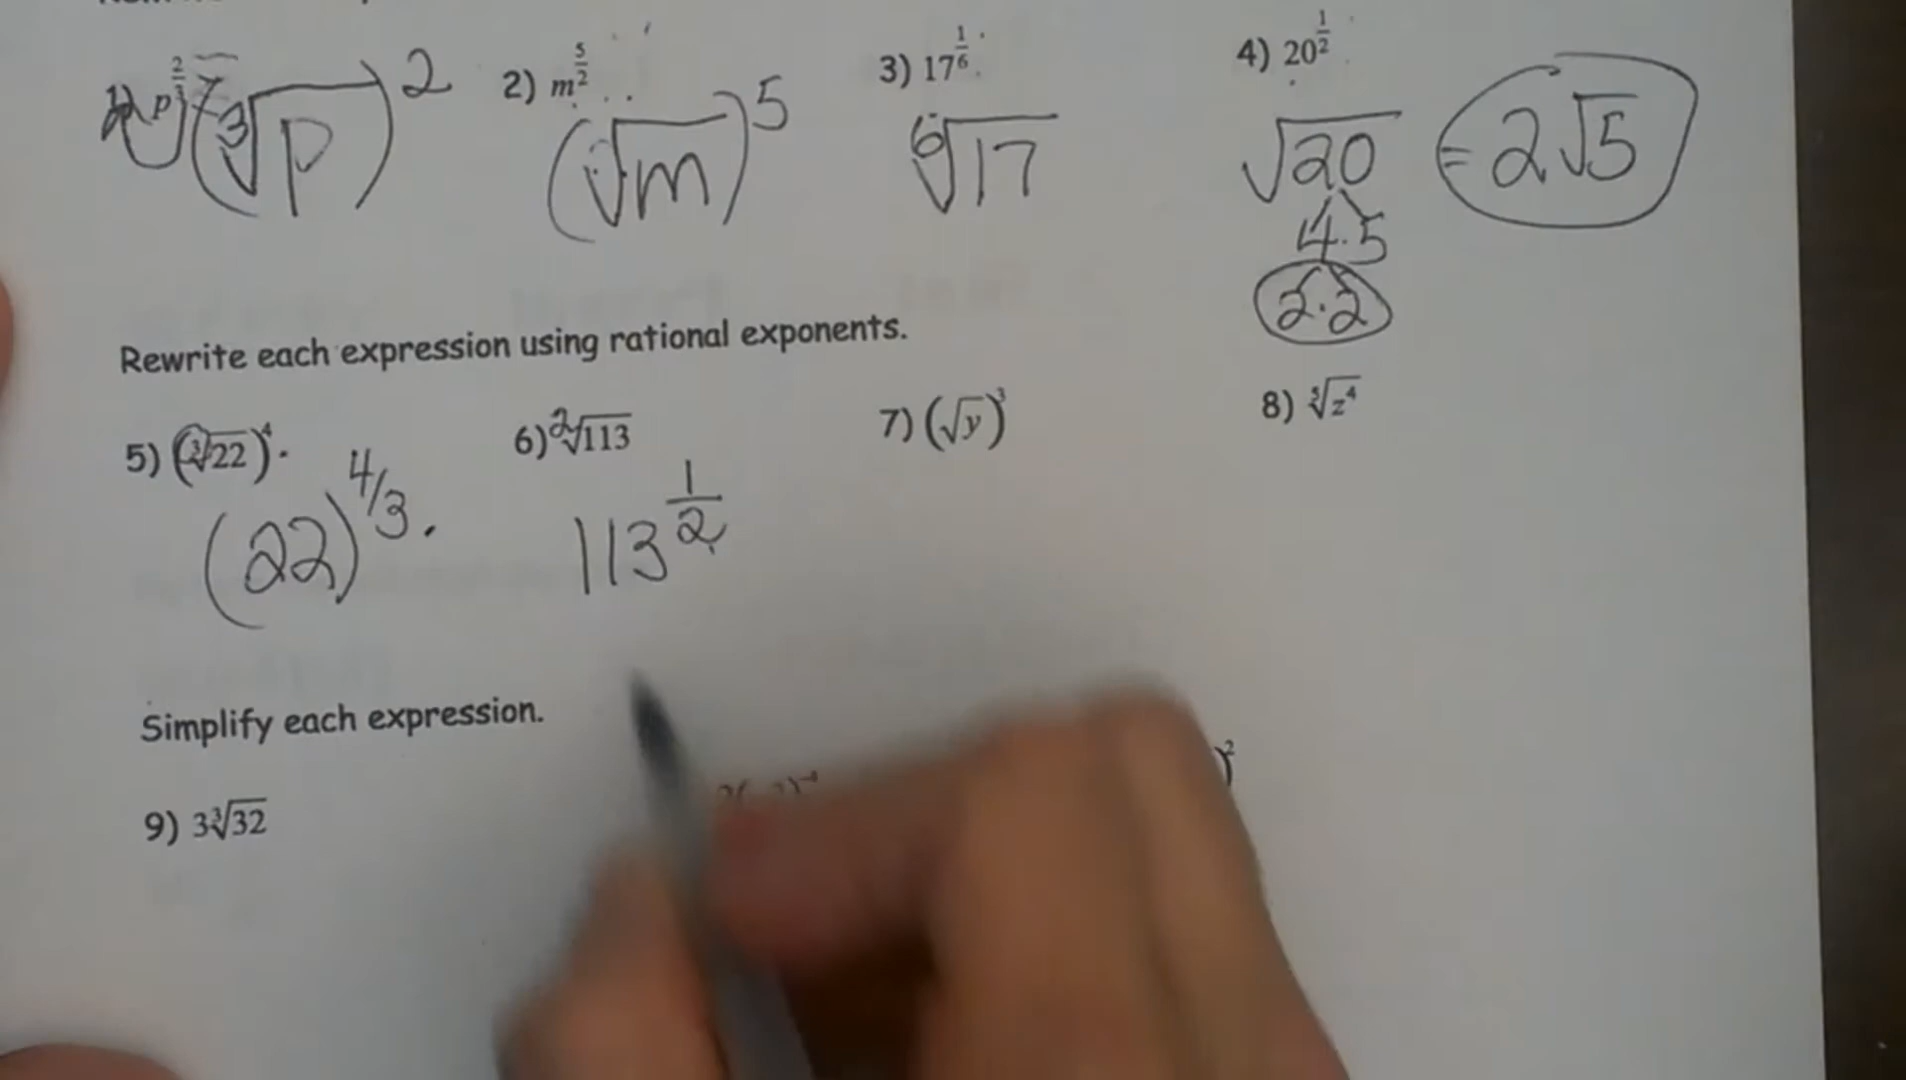 1) p^{2/3} 2) m^{5/2} 3) 17^{1/6} 4) 20^{1/2}
(∛p)^2 (√m)^5 ⁶√17 √20 = 2√5
4·5
2·2
Rewrite each expression using rational exponents.
5) (∛22)^4 6) ²√113 7) (√y)^3 8) ⁵√z^4
(22)^{4/3} 113^{1/2}
Simplify each expression.
9) 3∛32